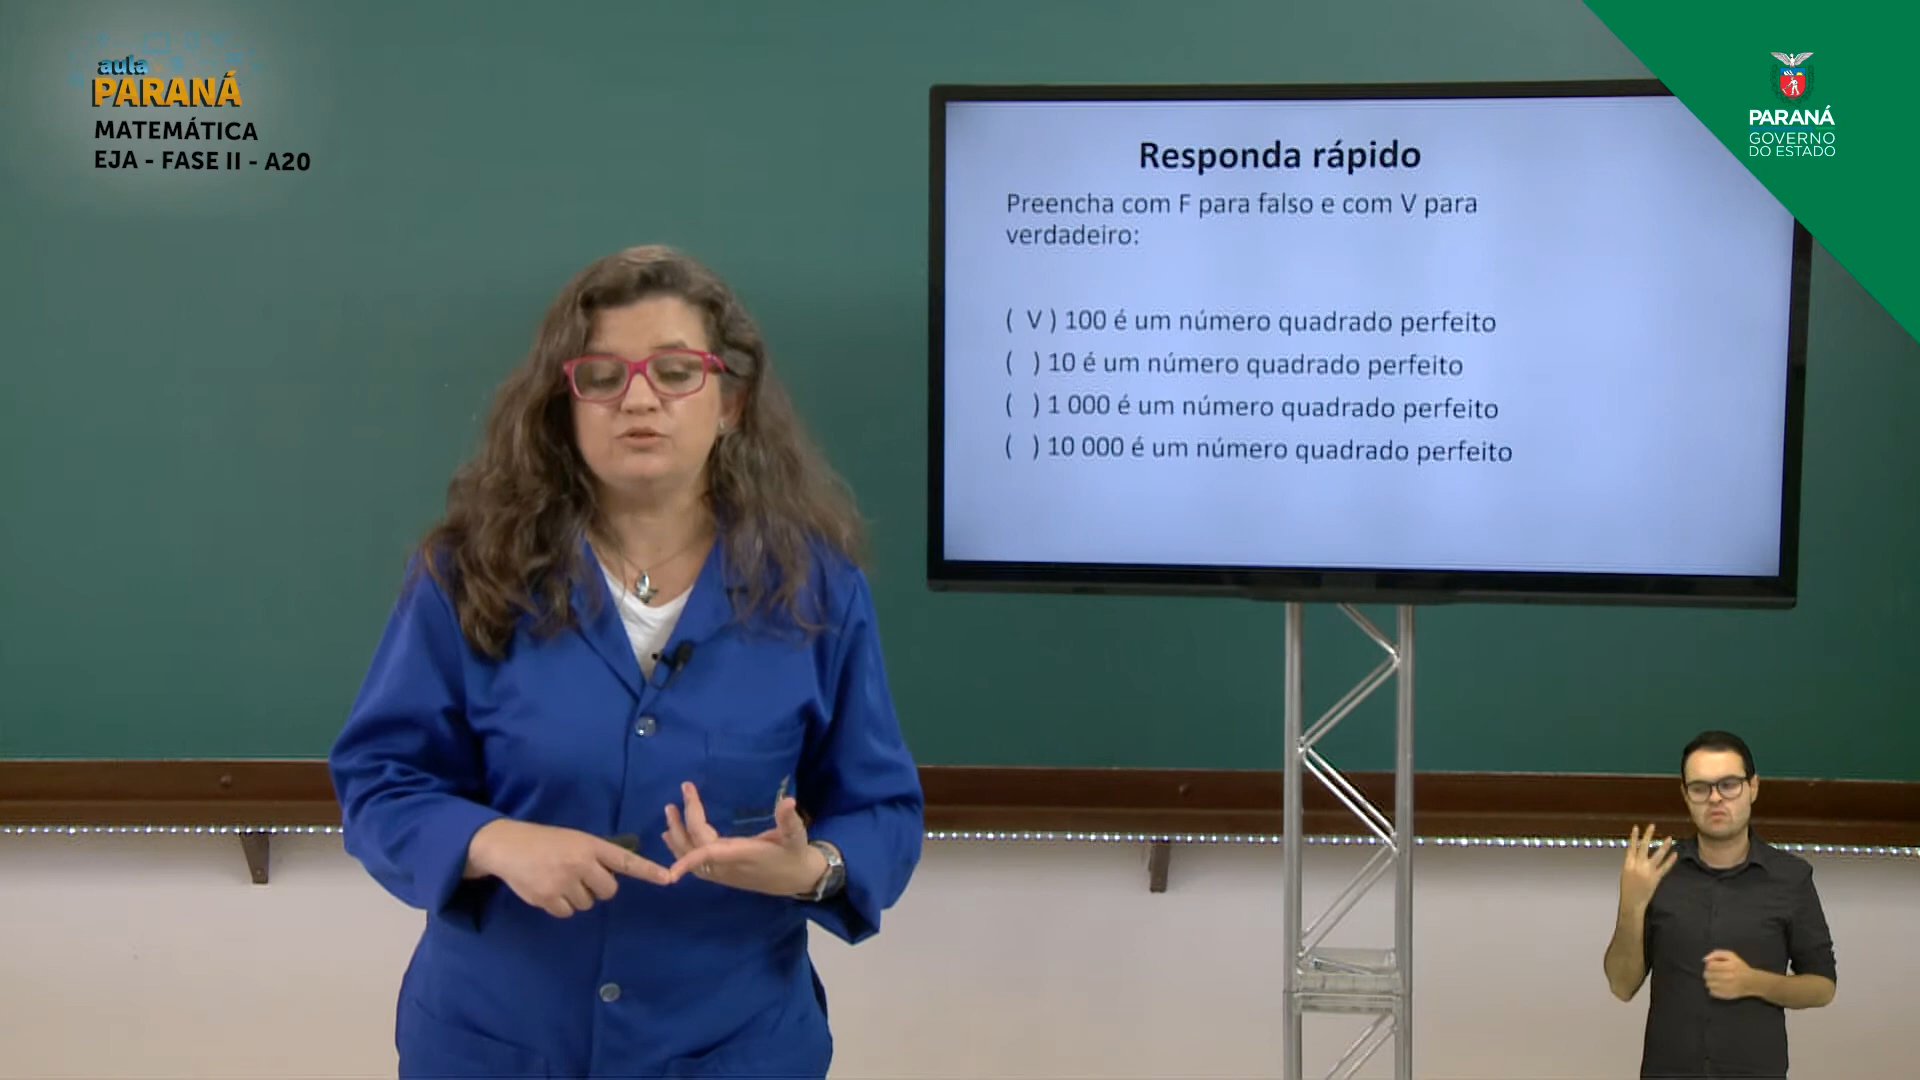 aula
PARANÁ
MATEMÁTICA
EJA - FASE II - A20
Responda rápido
Preencha com F para falso e com V para
verdadeiro:
( V ) 100 é um número quadrado perfeito
(  ) 10 é um número quadrado perfeito
(  ) 1 000 é um número quadrado perfeito
(  ) 10 000 é um número quadrado perfeito
PARANÁ
GOVERNO
DO ESTADO